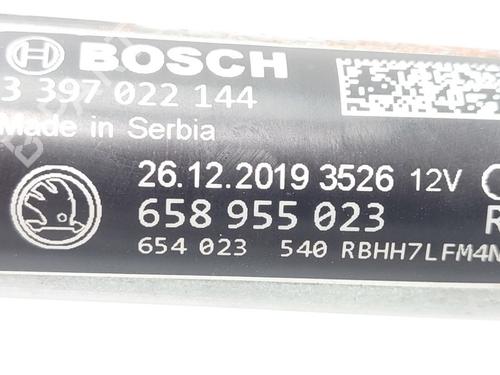 BOSCH
3 397 022 144
Made in Serbia
26.12.2019 3526 12V
658 955 023 R
654 023 540 RBHH7LFM4N